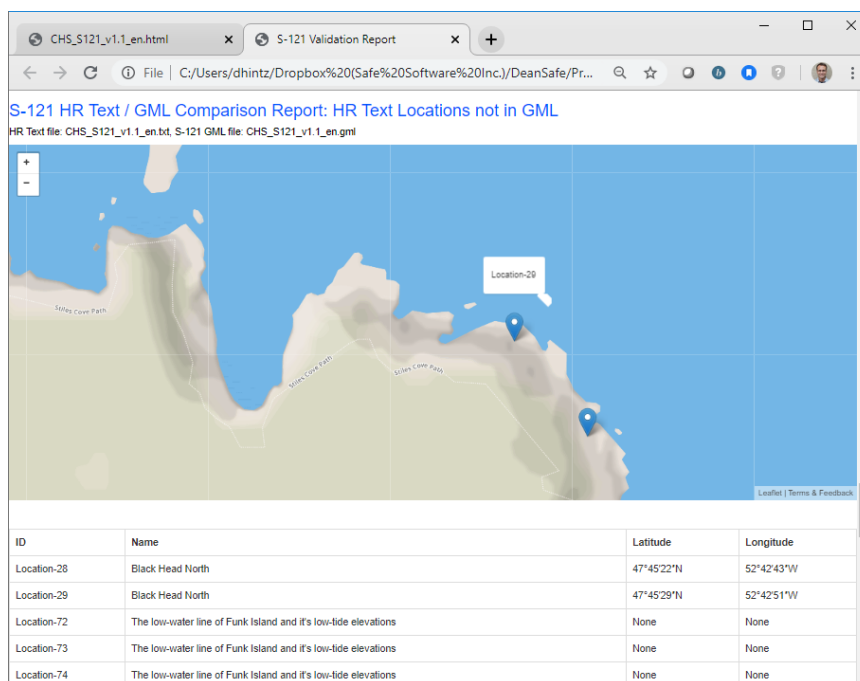 CHS_S121_v1.1_en.html
S-121 Validation Report
File | C:/Users/dhintz/Dropbox%20(Safe%20Software%20Inc.)/DeanSafe/Pr...
S-121 HR Text / GML Comparison Report: HR Text Locations not in GML
HR Text file: CHS_S121_v1.1_en.txt, S-121 GML file: CHS_S121_v1.1_en.gml
+
−
Location-29
Stiles Cove Path
Stiles Cove Path
Stiles Cove Path
Leaflet | Terms & Feedback
ID Name Latitude Longitude
Location-28 Black Head North 47°45'22"N 52°42'43"W
Location-29 Black Head North 47°45'29"N 52°42'51"W
Location-72 The low-water line of Funk Island and it's low-tide elevations None None
Location-73 The low-water line of Funk Island and it's low-tide elevations None None
Location-74 The low-water line of Funk Island and it's low-tide elevations None None